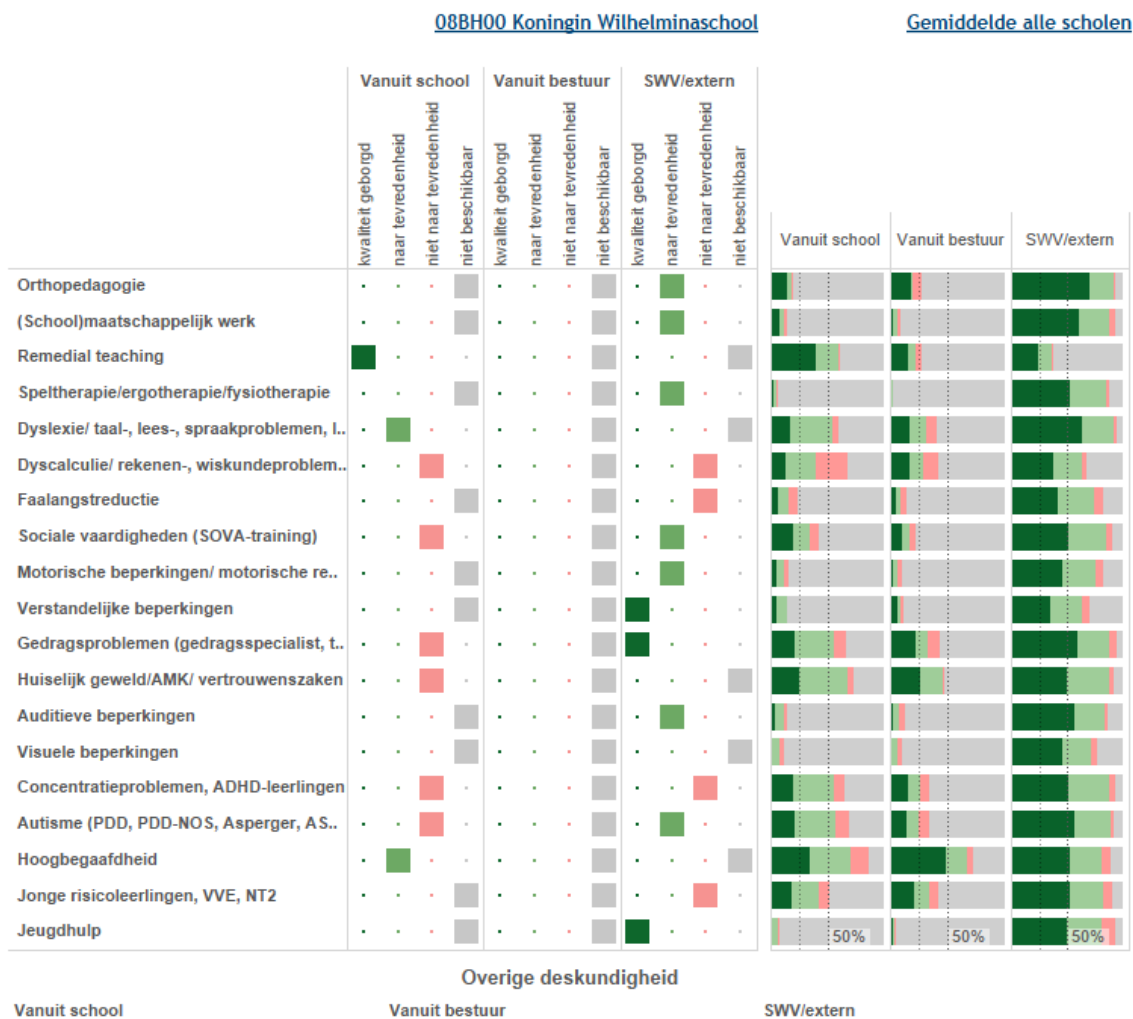 08BH00 Koningin Wilhelminaschool Gemiddelde alle scholen
Vanuit school Vanuit bestuur SWV/extern
kwaliteit geborgd naar tevredenheid niet naar tevredenheid niet beschikbaar kwaliteit geborgd naar tevredenheid niet naar tevredenheid niet beschikbaar kwaliteit geborgd naar tevredenheid niet naar tevredenheid niet beschikbaar
Vanuit school Vanuit bestuur SWV/extern
Orthopedagogie
(School)maatschappelijk werk
Remedial teaching
Speltherapie/ergotherapie/fysiotherapie
Dyslexie/ taal-, lees-, spraakproblemen, l..
Dyscalculie/ rekenen-, wiskundeproblem..
Faalangstreductie
Sociale vaardigheden (SOVA-training)
Motorische beperkingen/ motorische re..
Verstandelijke beperkingen
Gedragsproblemen (gedragsspecialist, t..
Huiselijk geweld/AMK/ vertrouwenszaken
Auditieve beperkingen
Visuele beperkingen
Concentratieproblemen, ADHD-leerlingen
Autisme (PDD, PDD-NOS, Asperger, AS..
Hoogbegaafdheid
Jonge risicoleerlingen, VVE, NT2
Jeugdhulp 50% 50% 50%
Overige deskundigheid
Vanuit school Vanuit bestuur SWV/extern